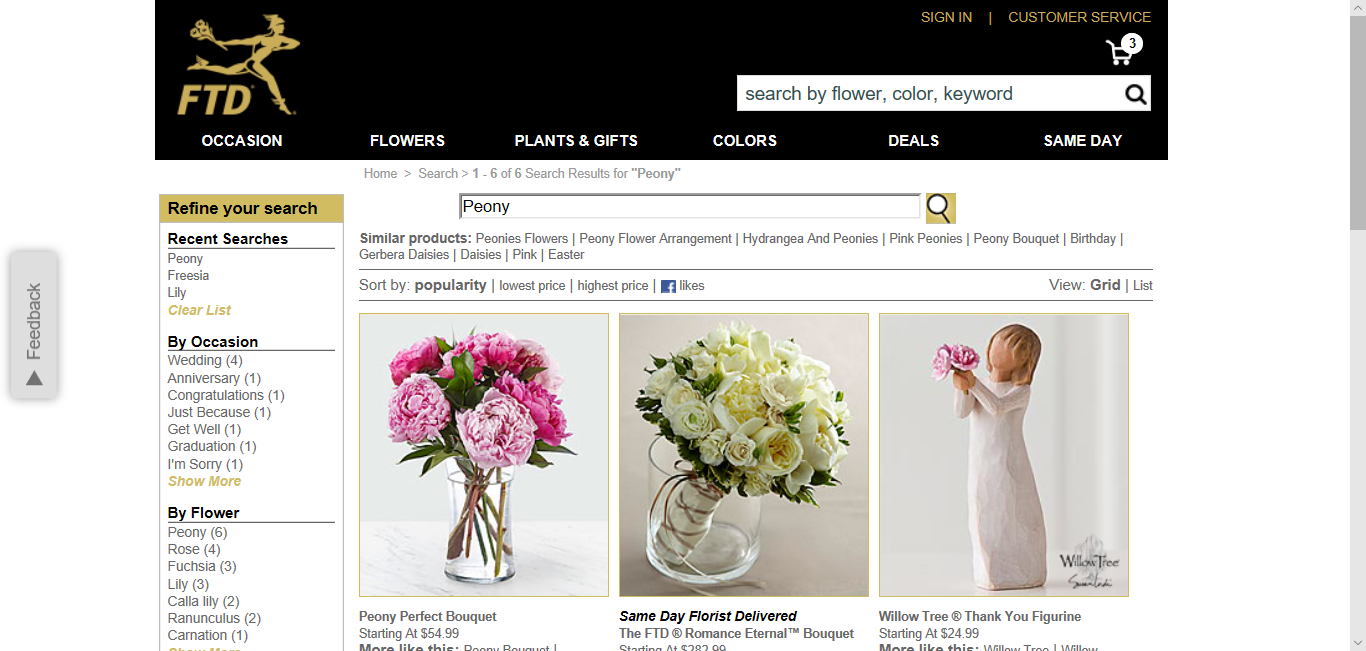 SIGN IN | CUSTOMER SERVICE
3
FTD
search by flower, color, keyword
OCCASION FLOWERS PLANTS & GIFTS COLORS DEALS SAME DAY
Home > Search > 1 - 6 of 6 Search Results for "Peony"
Refine your search
Recent Searches
Peony
Freesia
Lily
Clear List
By Occasion
Wedding (4)
Anniversary (1)
Congratulations (1)
Just Because (1)
Get Well (1)
Graduation (1)
I'm Sorry (1)
Show More
By Flower
Peony (6)
Rose (4)
Fuchsia (3)
Lily (3)
Calla lily (2)
Ranunculus (2)
Carnation (1)
Show More
Feedback
Peony
Similar products: Peonies Flowers | Peony Flower Arrangement | Hydrangea And Peonies | Pink Peonies | Peony Bouquet | Birthday |
Gerbera Daisies | Daisies | Pink | Easter
Sort by: popularity | lowest price | highest price | f likes
View: Grid | List
Willow Tree
Peony Perfect Bouquet
Starting At $54.99
More like this: Peony Bouquet |
Same Day Florist Delivered
The FTD ® Romance Eternal™ Bouquet
Starting At $282.99
Willow Tree ® Thank You Figurine
Starting At $24.99
More like this: Willow Tree | Willow